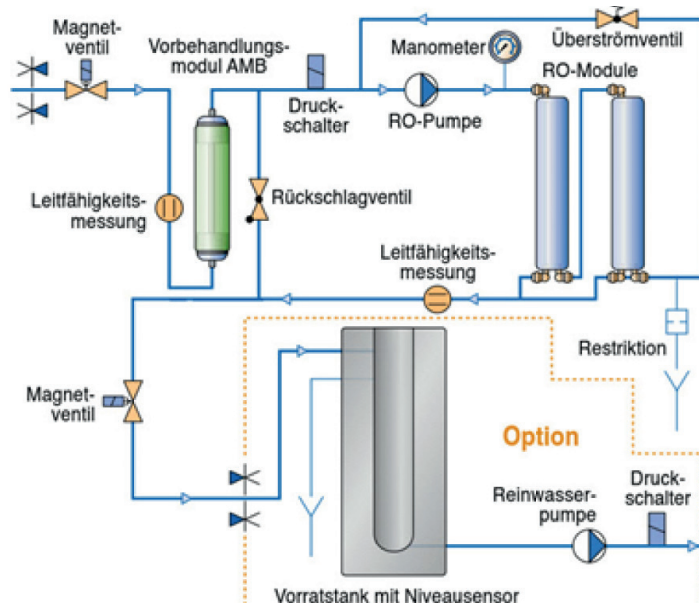 Magnet-
ventil
Vorbehandlungs-
modul AMB
Druck-
schalter
Manometer
RO-Pumpe
Überströmventil
RO-Module
Leitfähigkeits-
messung
Rückschlagventil
Leitfähigkeits-
messung
Restriktion
Magnet-
ventil
Option
Reinwasser-
pumpe
Druck-
schalter
Vorratstank mit Niveausensor